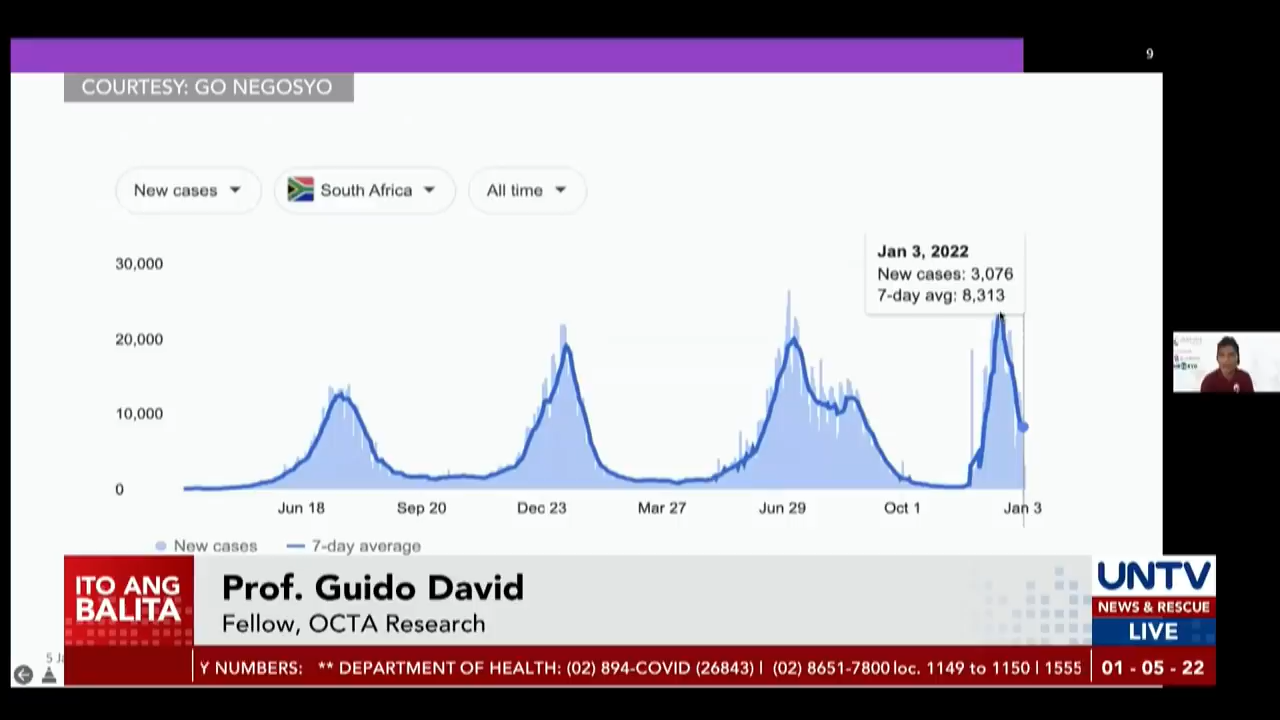 9
COURTESY: GO NEGOSYO
New cases
South Africa
All time
Jan 3, 2022
New cases: 3,076
7-day avg: 8,313
30,000
20,000
10,000
0
Jun 18
Sep 20
Dec 23
Mar 27
Jun 29
Oct 1
Jan 3
New cases
7-day average
ITO ANG
BALITA
Prof. Guido David
Fellow, OCTA Research
UNTV
NEWS & RESCUE
LIVE
Y NUMBERS: ** DEPARTMENT OF HEALTH: (02) 894-COVID (26843) | (02) 8651-7800 loc. 1149 to 1150 | 1555
01 - 05 - 22